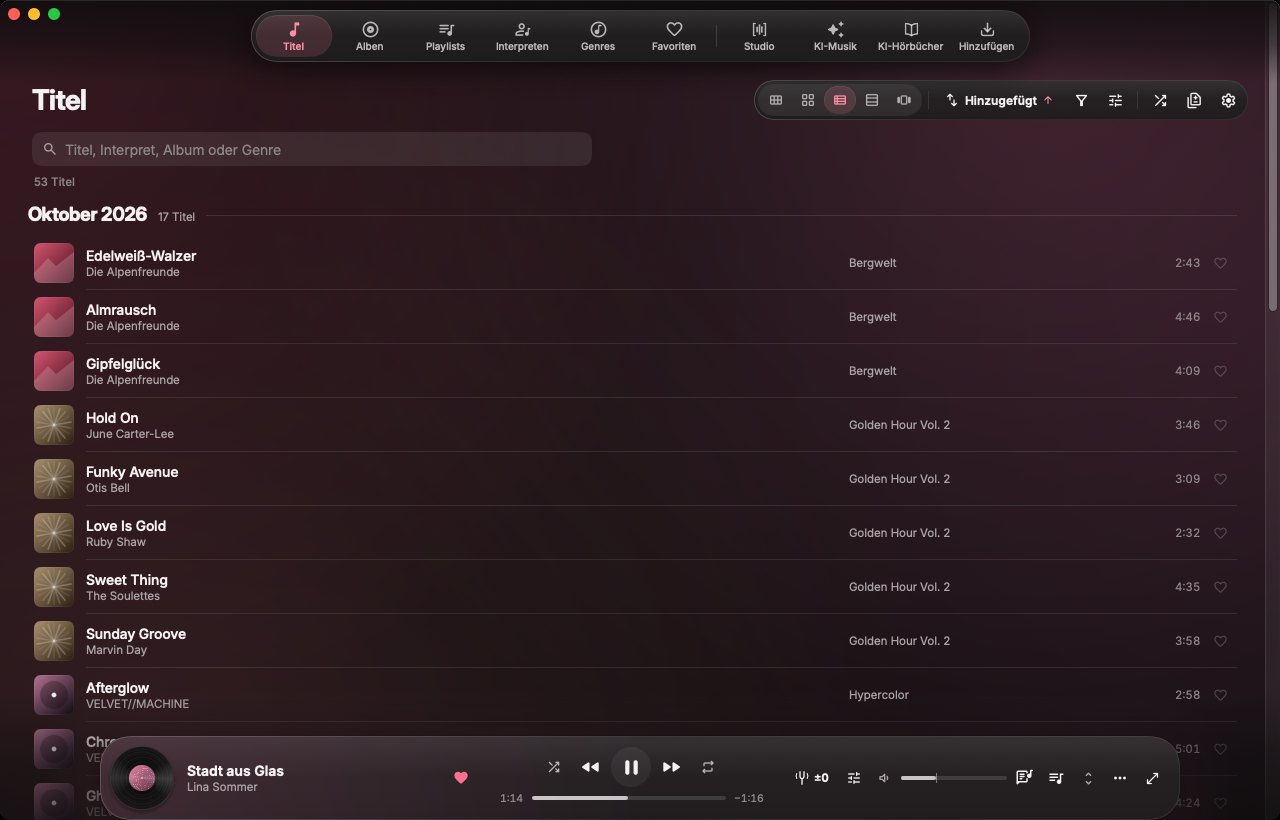 Titel
Alben
Playlists
Interpreten
Genres
Favoriten
Studio
KI-Musik
KI-Hörbücher
Hinzufügen
Titel
Hinzugefügt
Titel, Interpret, Album oder Genre
53 Titel
Oktober 2026 17 Titel
Edelweiß-Walzer
Die Alpenfreunde
Bergwelt
2:43
Almrausch
Die Alpenfreunde
Bergwelt
4:46
Gipfelglück
Die Alpenfreunde
Bergwelt
4:09
Hold On
June Carter-Lee
Golden Hour Vol. 2
3:46
Funky Avenue
Otis Bell
Golden Hour Vol. 2
3:09
Love Is Gold
Ruby Shaw
Golden Hour Vol. 2
2:32
Sweet Thing
The Soulettes
Golden Hour Vol. 2
4:35
Sunday Groove
Marvin Day
Golden Hour Vol. 2
3:58
Afterglow
VELVET//MACHINE
Hypercolor
2:58
5:01
4:24
Stadt aus Glas
Lina Sommer
1:14
−1:16
±0